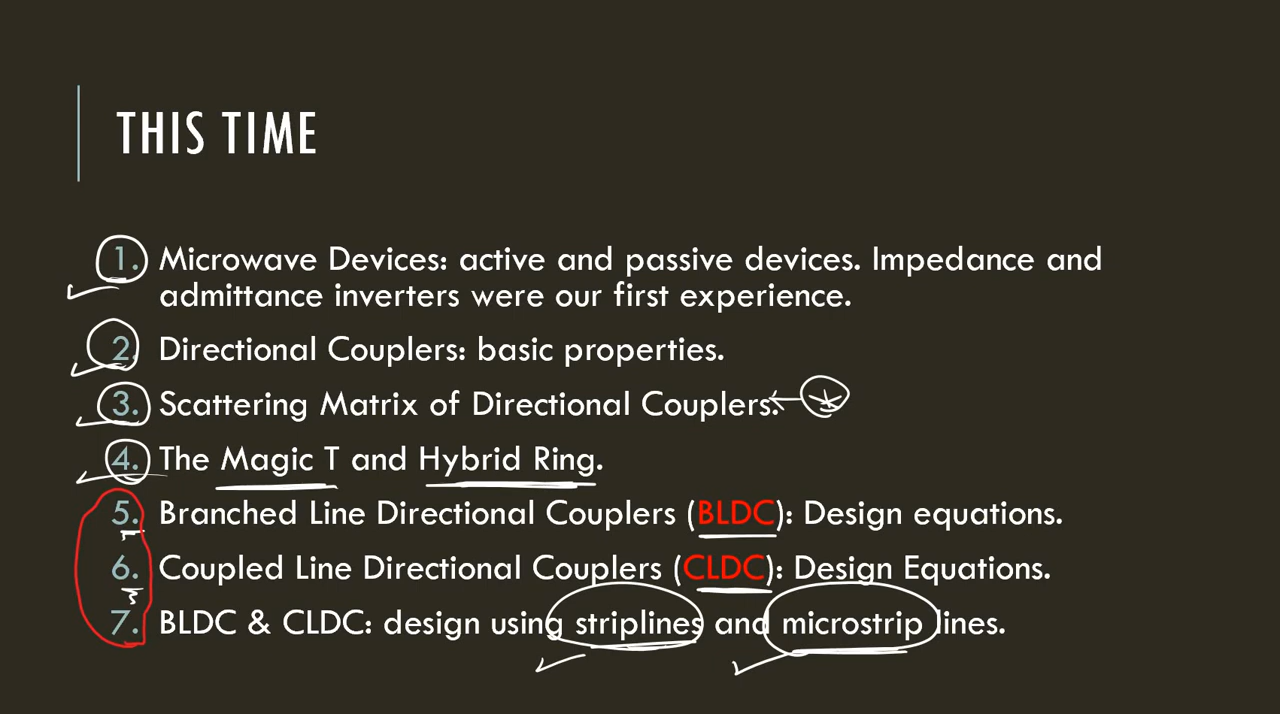 THIS TIME
1. Microwave Devices: active and passive devices. Impedance and
admittance inverters were our first experience.
2. Directional Couplers: basic properties.
3. Scattering Matrix of Directional Couplers.
4. The Magic T and Hybrid Ring.
5. Branched Line Directional Couplers (BLDC): Design equations.
6. Coupled Line Directional Couplers (CLDC): Design Equations.
7. BLDC & CLDC: design using striplines and microstrip lines.